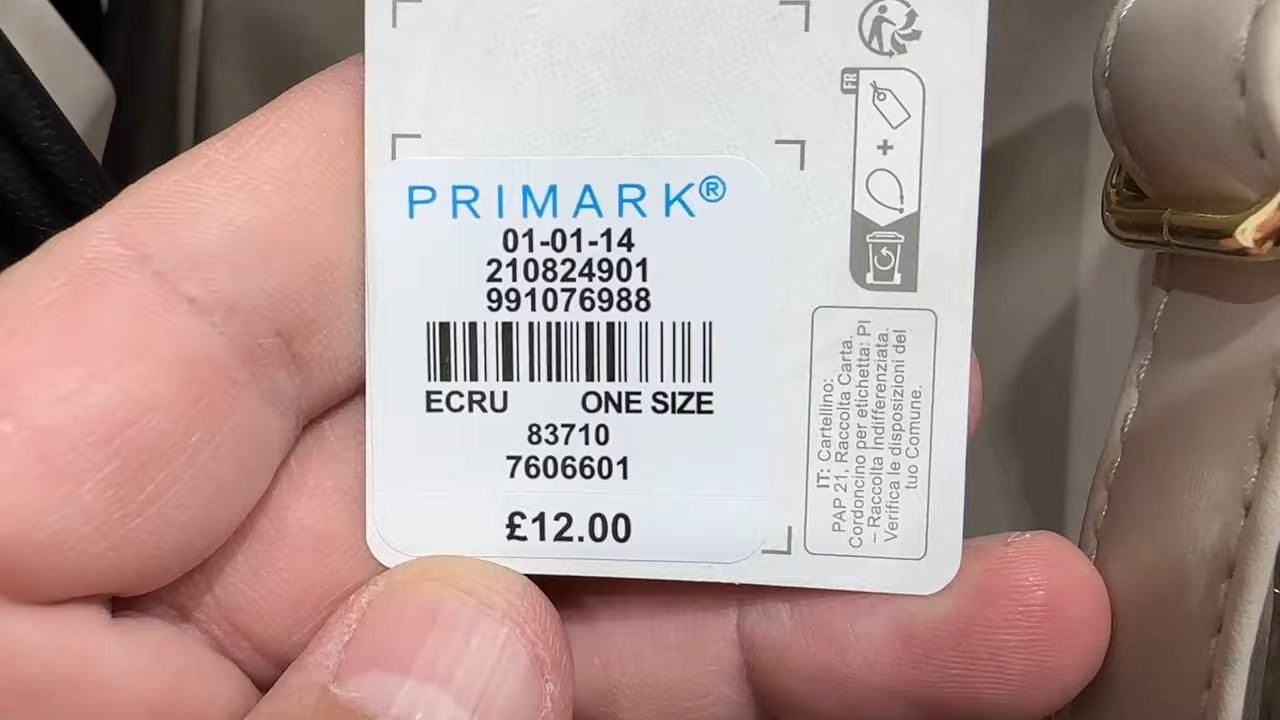 PRIMARK®
01-01-14
210824901
991076988
ECRU ONE SIZE
83710
7606601
£12.00
FR
IT: Cartellino:
PAP 21, Raccolta Carta.
Cordoncino per etichetta: PI
– Raccolta Indifferenziata.
Verifica le disposizioni del
tuo Comune.